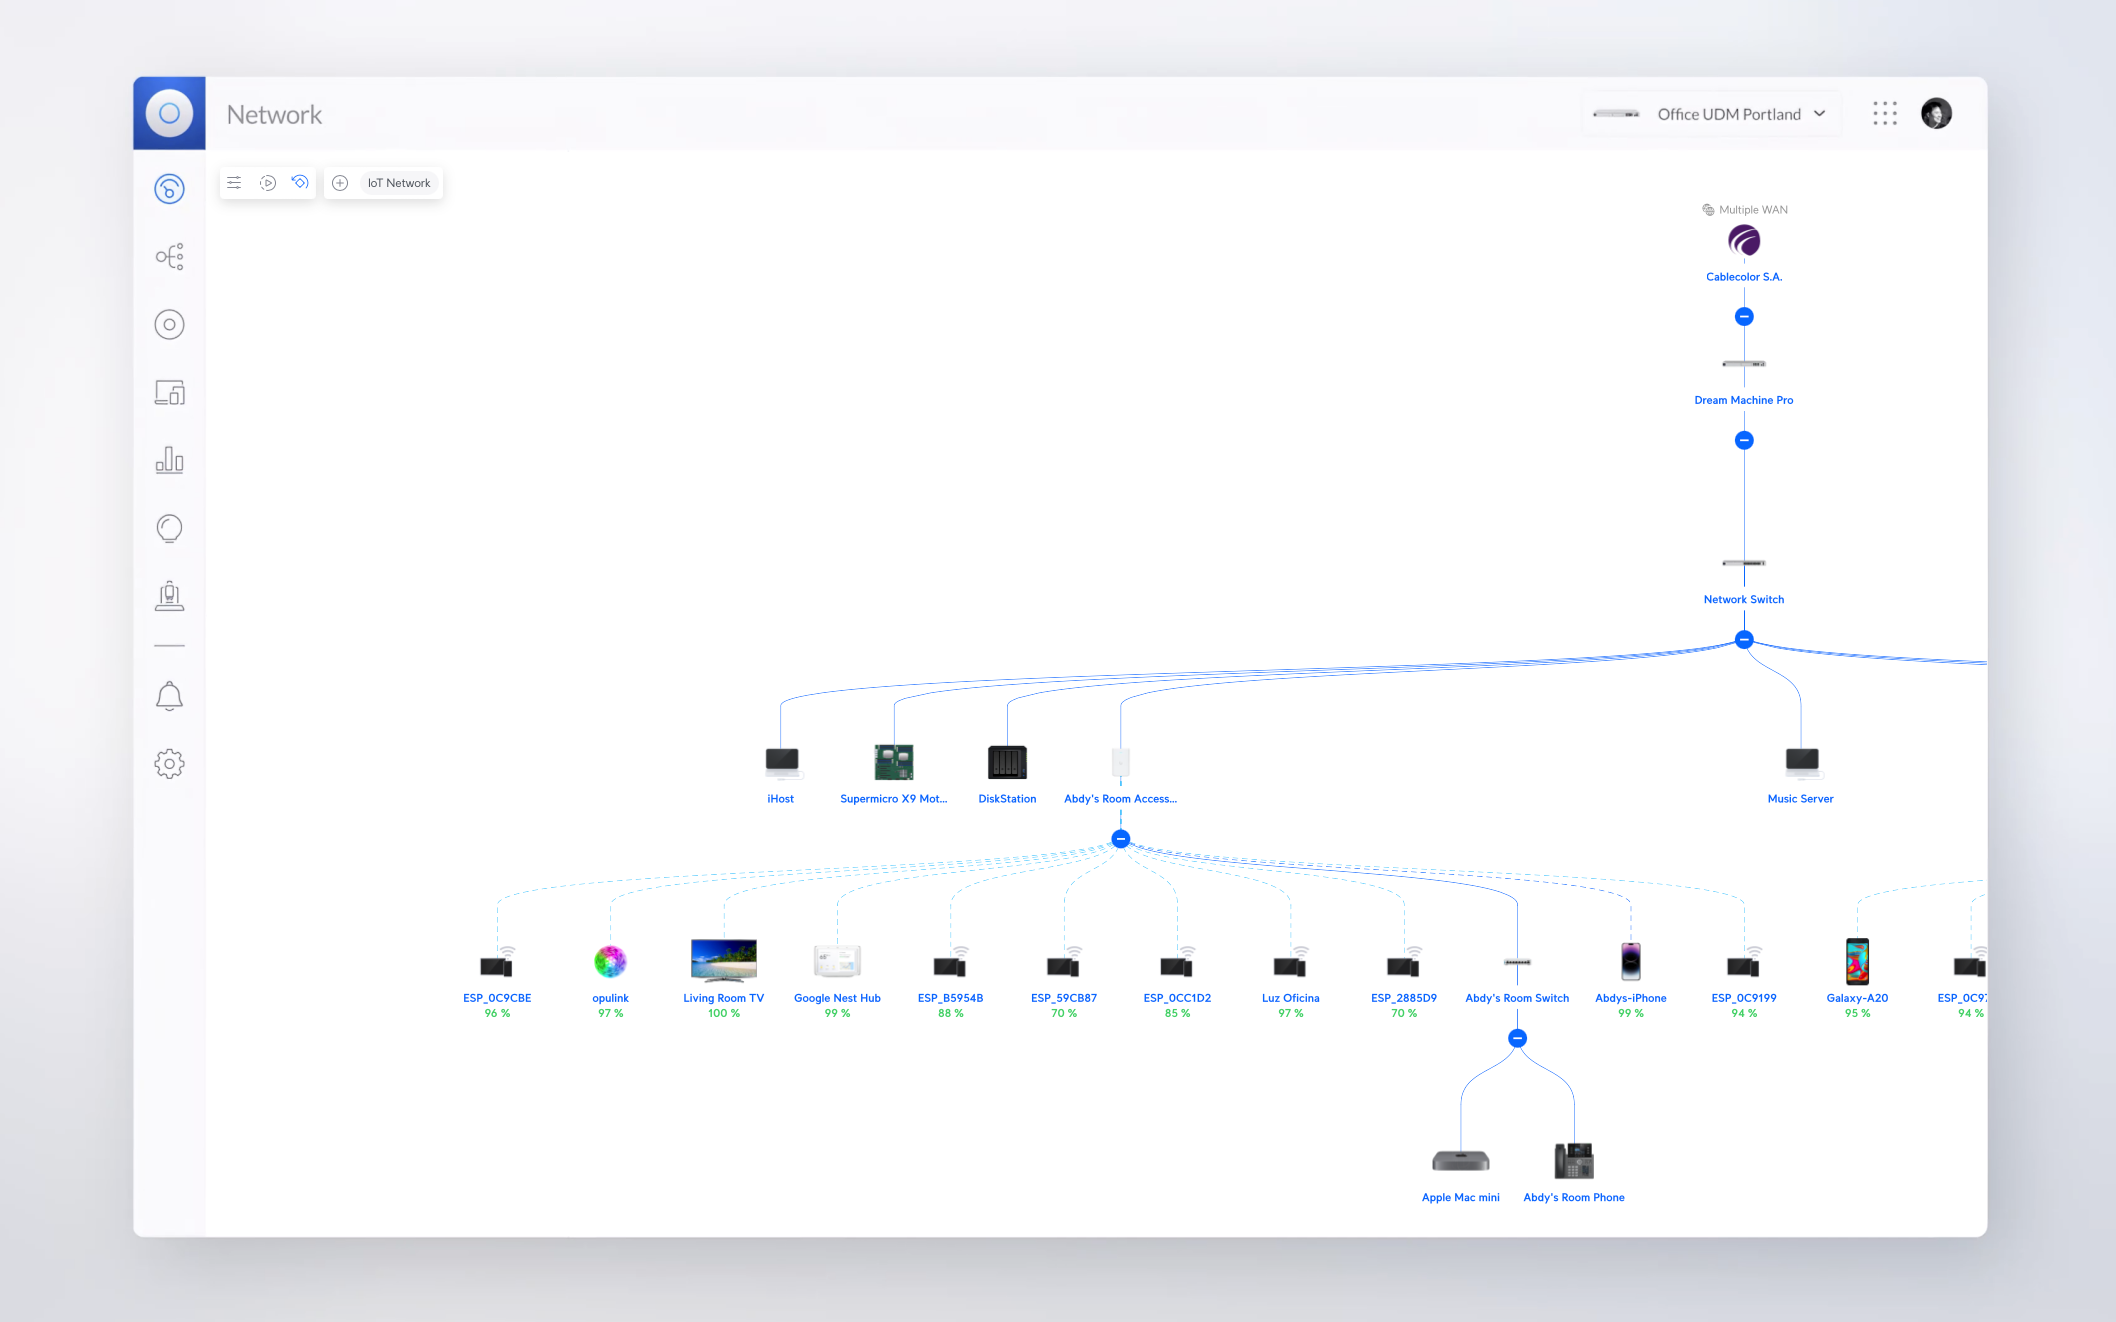 Network
Office UDM Portland
IoT Network
Multiple WAN
Cablecolor S.A.
Dream Machine Pro
Network Switch
iHost
Supermicro X9 Mot...
DiskStation
Abdy's Room Access...
Music Server
ESP_0C9CBE
96 %
opulink
97 %
Living Room TV
100 %
Google Nest Hub
99 %
ESP_B5954B
88 %
ESP_59CB87
70 %
ESP_0CC1D2
85 %
Luz Oficina
97 %
ESP_2885D9
70 %
Abdy's Room Switch
Abdys-iPhone
99 %
ESP_0C9199
94 %
Galaxy-A20
95 %
ESP_0C97
94 %
Apple Mac mini
Abdy's Room Phone